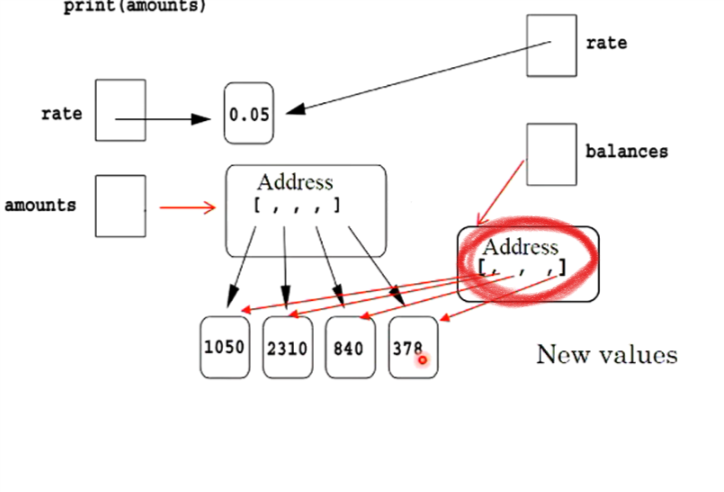 print(amounts)
rate
rate
0.05
balances
amounts
Address
[ , , , ]
Address
[, , ,]
1050 2310 840 378
New values